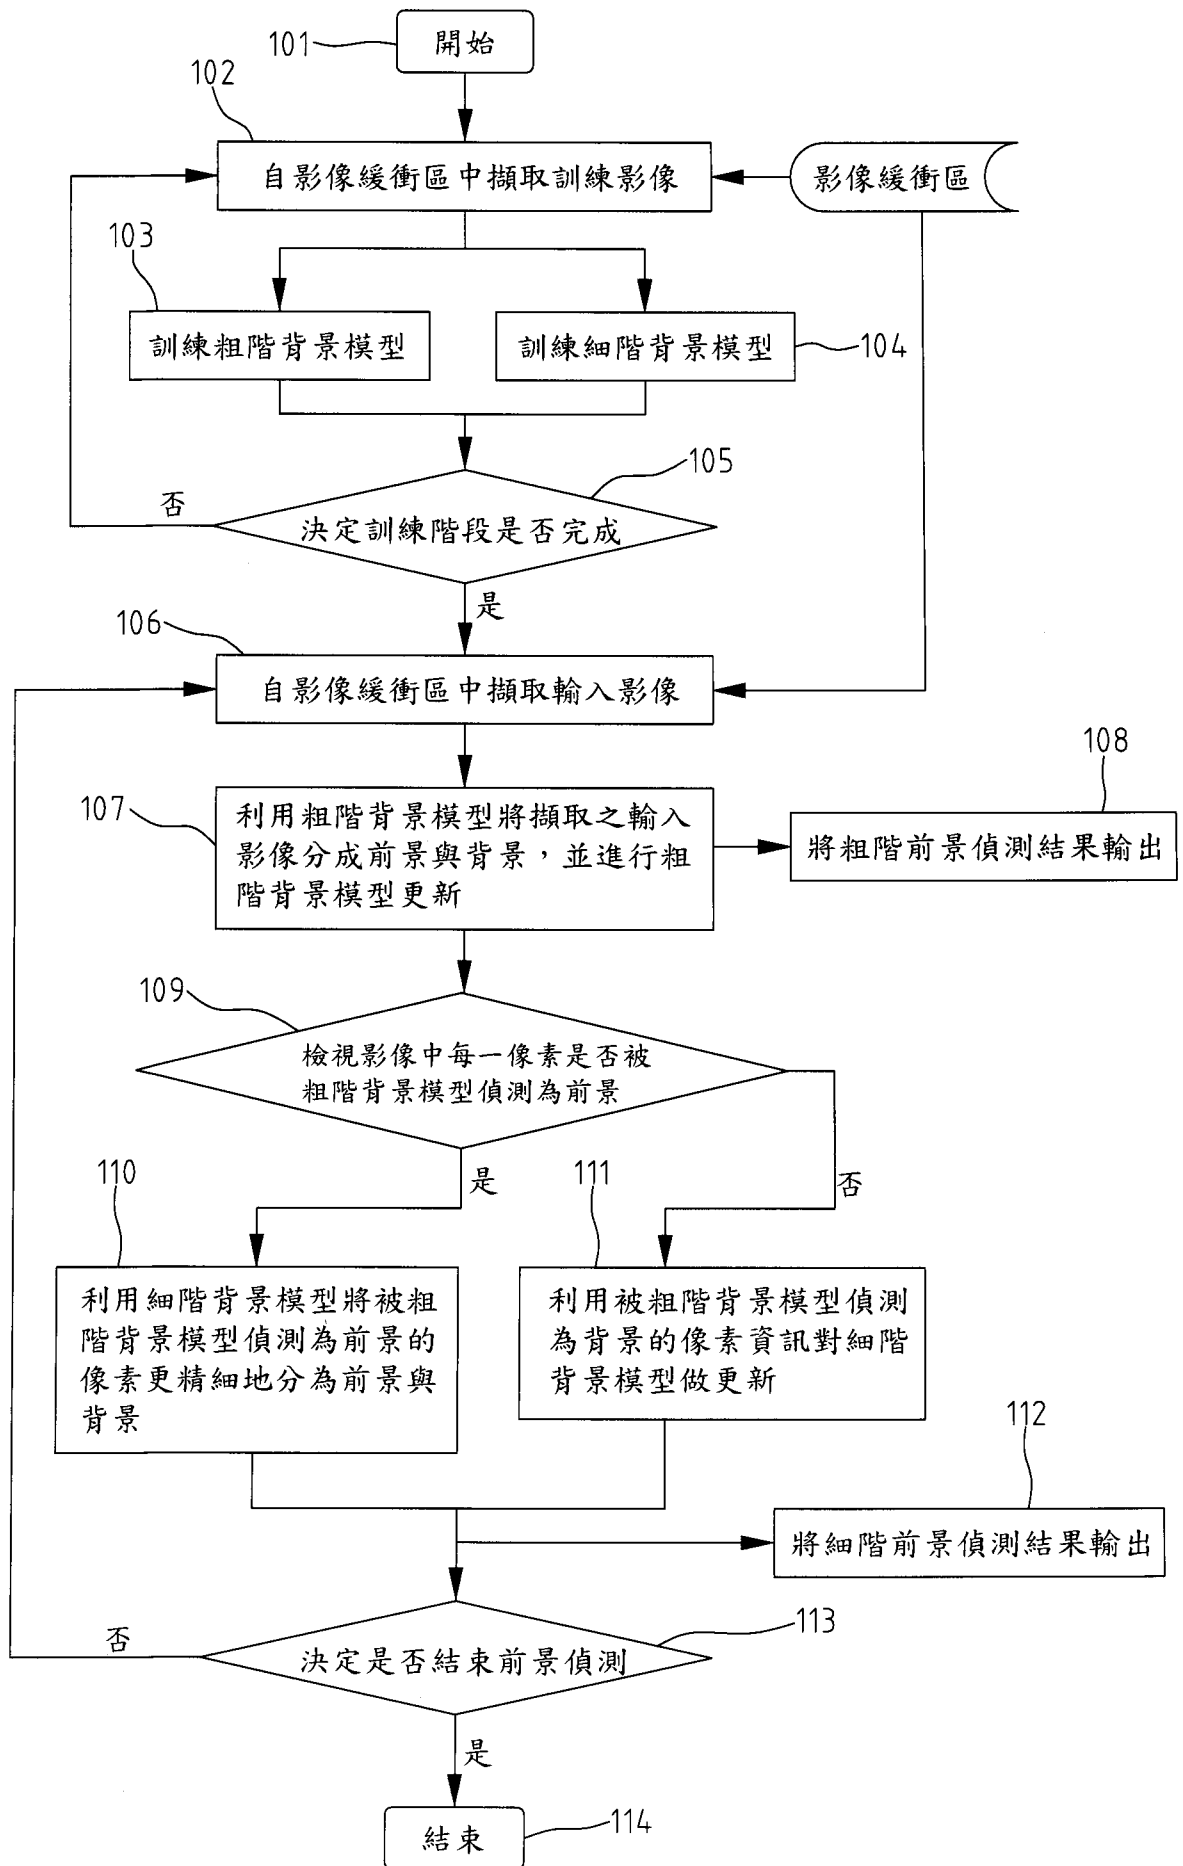 101
開始
102
自影像緩衝區中擷取訓練影像
影像緩衝區
103
訓練粗階背景模型
訓練細階背景模型
104
105
否
決定訓練階段是否完成
是
106
自影像緩衝區中擷取輸入影像
108
107
利用粗階背景模型將擷取之輸入
影像分成前景與背景，並進行粗
階背景模型更新
將粗階前景偵測結果輸出
109
檢視影像中每一像素是否被
粗階背景模型偵測為前景
110
是
111
否
利用細階背景模型將被粗
階背景模型偵測為前景的
像素更精細地分為前景與
背景
利用被粗階背景模型偵測
為背景的像素資訊對細階
背景模型做更新
112
將細階前景偵測結果輸出
113
否
決定是否結束前景偵測
是
結束
114